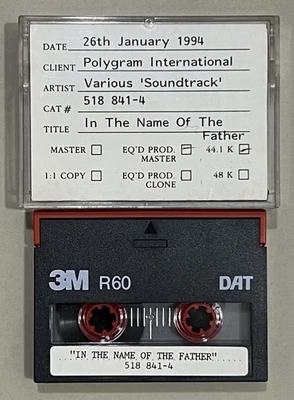 DATE 26th January 1994
CLIENT Polygram International
ARTIST Various 'Soundtrack'
CAT # 518 841-4
TITLE In The Name Of The
Father
MASTER EQ'D PROD. MASTER 44.1 K
1:1 COPY EQ'D PROD. CLONE 48 K
3M R60 DAT
"IN THE NAME OF THE FATHER"
518 841-4